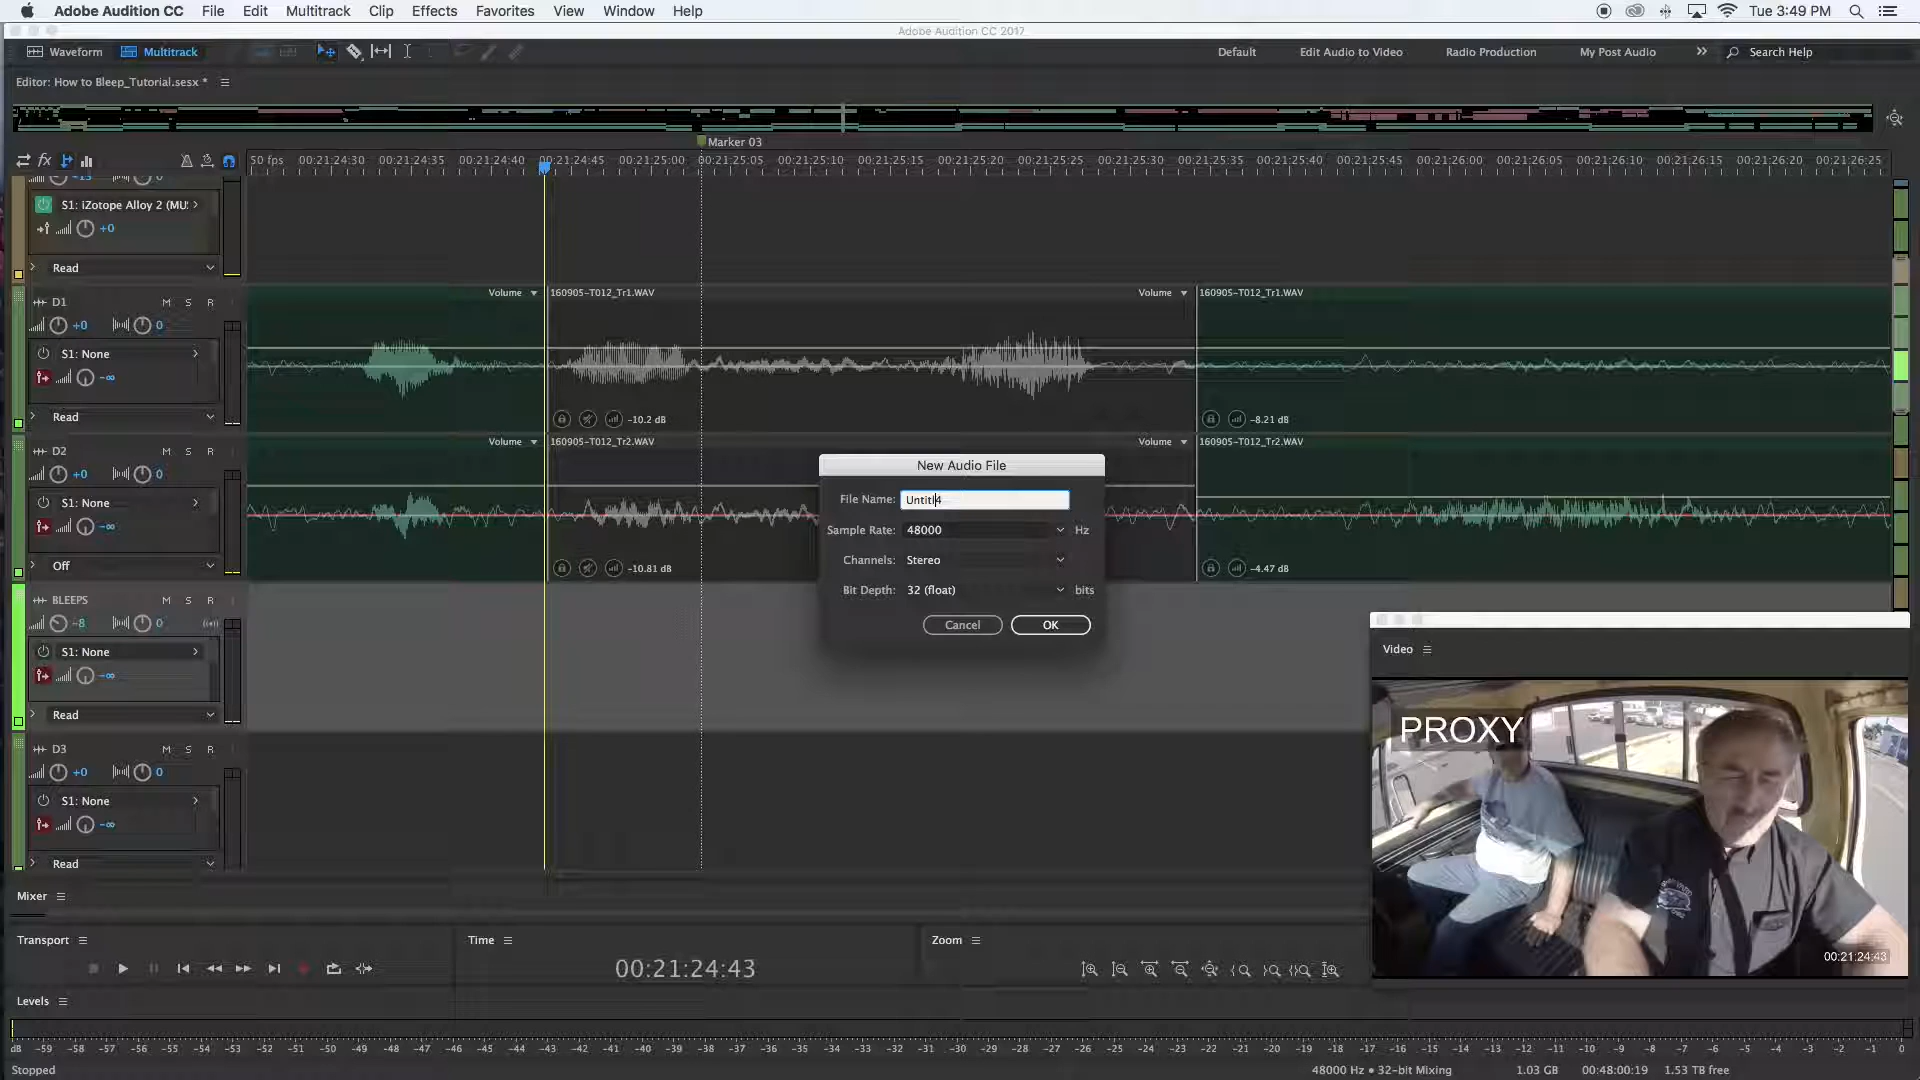 Adobe Audition CC File Edit Multitrack Clip Effects Favorites View Window Help Tue 3:49 PM
Adobe Audition CC 2017
Waveform Multitrack Default Edit Audio to Video Radio Production My Post Audio Search Help
Editor: How to Bleep_Tutorial.sesx *
Marker 03
50 fps 00:21:24:30 00:21:24:35 00:21:24:40 00:21:24:45 00:21:25:00 00:21:25:05 00:21:25:10 00:21:25:15 00:21:25:20 00:21:25:25 00:21:25:30 00:21:25:35 00:21:25:40 00:21:25:45 00:21:26:00 00:21:26:05 00:21:26:10 00:21:26:15 00:21:26:20 00:21:26:25
S1: iZotope Alloy 2 (MU:
+0
Read
D1 M S R Volume 160905-T012_Tr1.WAV Volume 160905-T012_Tr1.WAV
+0 0
S1: None
-∞
Read -10.2 dB -8.21 dB
D2 M S R Volume 160905-T012_Tr2.WAV Volume 160905-T012_Tr2.WAV
+0 0
S1: None
-∞
Off -10.81 dB -4.47 dB
New Audio File
File Name: Untitl4
Sample Rate: 48000 Hz
Channels: Stereo
Bit Depth: 32 (float) bits
Cancel OK
BLEEPS M S R
-8 0
S1: None
-∞
Read
D3 M S R
+0 0
S1: None
-∞
Read
Video
PROXY
00:21:24:43
Mixer
Transport Time Zoom
00:21:24:43
Levels
dB -59 -58 -57 -56 -55 -54 -53 -52 -51 -50 -49 -48 -47 -46 -45 -44 -43 -42 -41 -40 -39 -38 -37 -36 -35 -34 -33 -32 -31 -30 -29 -28 -27 -26 -25 -24 -23 -22 -21 -20 -19 -18 -17 -16 -15 -14 -13 -12 -11 -10 -9 -8 -7 -6 -5 -4 -3 -2 -1 0
Stopped 48000 Hz • 32-bit Mixing 1.03 GB 00:48:00:19 1.53 TB free